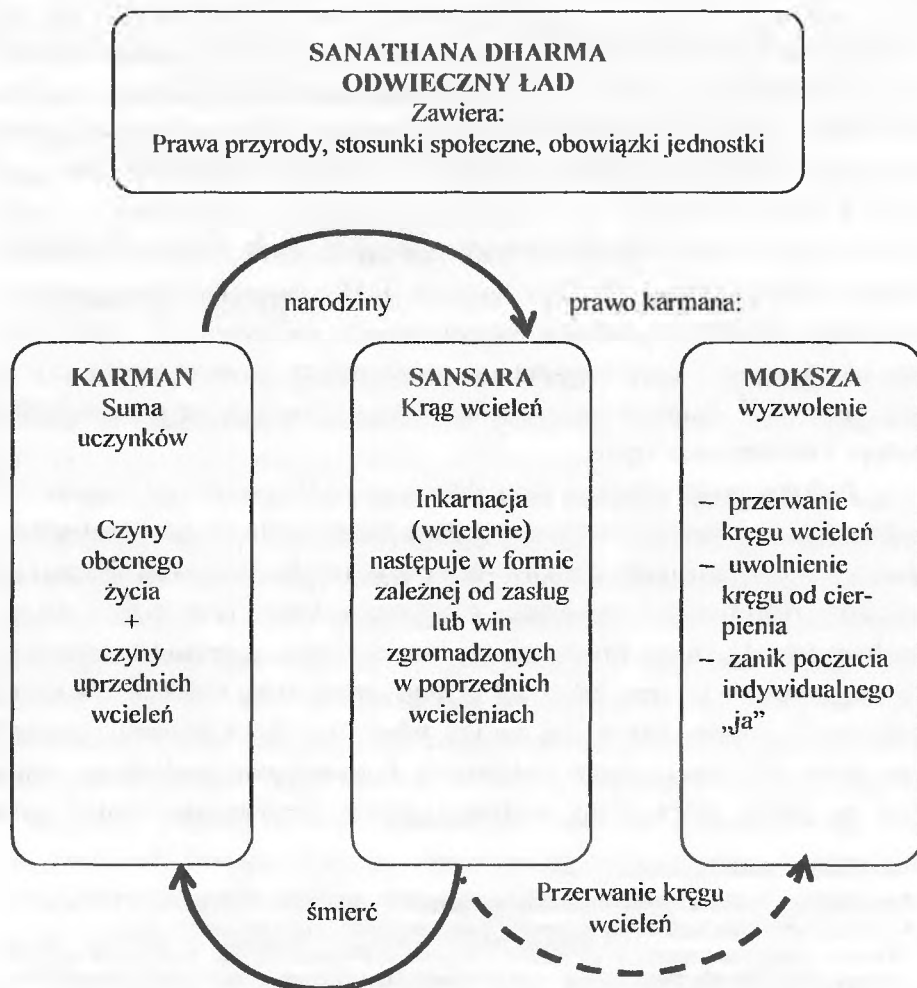 SANATHANA DHARMA
ODWIECZNY ŁAD
Zawiera:
Prawa przyrody, stosunki społeczne, obowiązki jednostki
narodziny
prawo karmana:
KARMAN
Suma
uczynków
Czyny
obecnego
życia
+
czyny
uprzednich
wcieleń
SANSARA
Krąg wcieleń
Inkarnacja
(wcielenie)
następuje w formie
zależnej od zasług
lub win
zgromadzonych
w poprzednich
wcieleniach
MOKSZA
wyzwolenie
– przerwanie
kręgu wcieleń
– uwolnienie
kręgu od cier-
pienia
– zanik poczucia
indywidualnego
„ja”
śmierć
Przerwanie kręgu
wcieleń